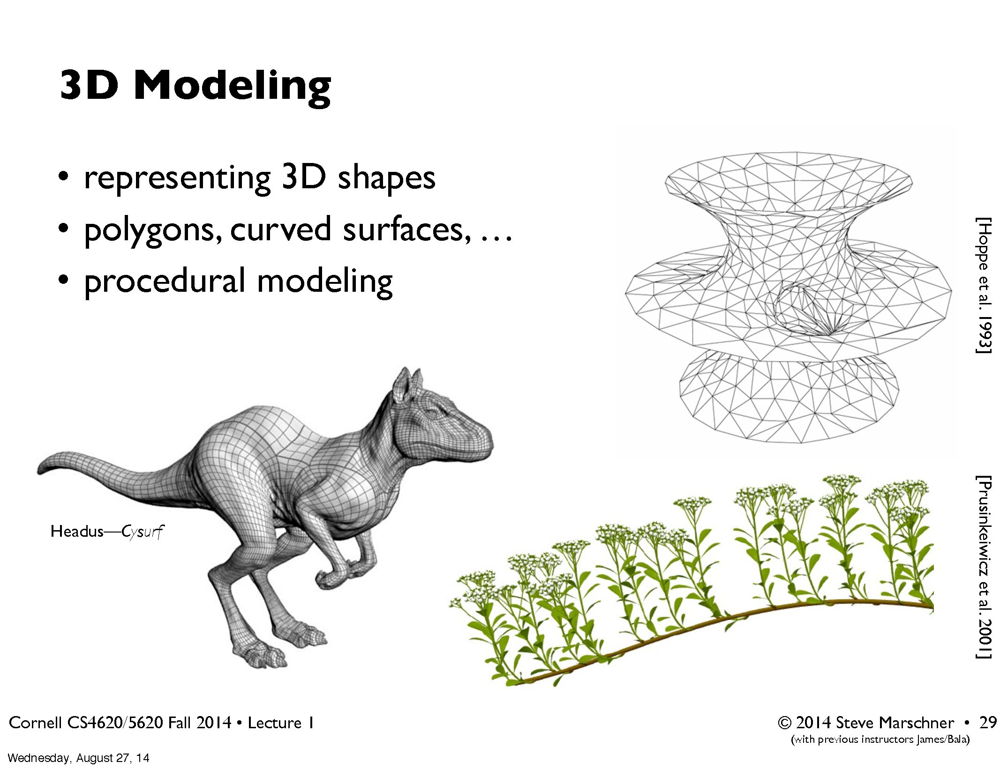 3D Modeling
• representing 3D shapes
• polygons, curved surfaces, …
• procedural modeling
[Hoppe et al. 1993]
Headus—Cysurf
[Prusinkeiwicz et al. 2001]
Cornell CS4620/5620 Fall 2014 • Lecture 1
© 2014 Steve Marschner • 29
(with previous instructors James/Bala)
Wednesday, August 27, 14